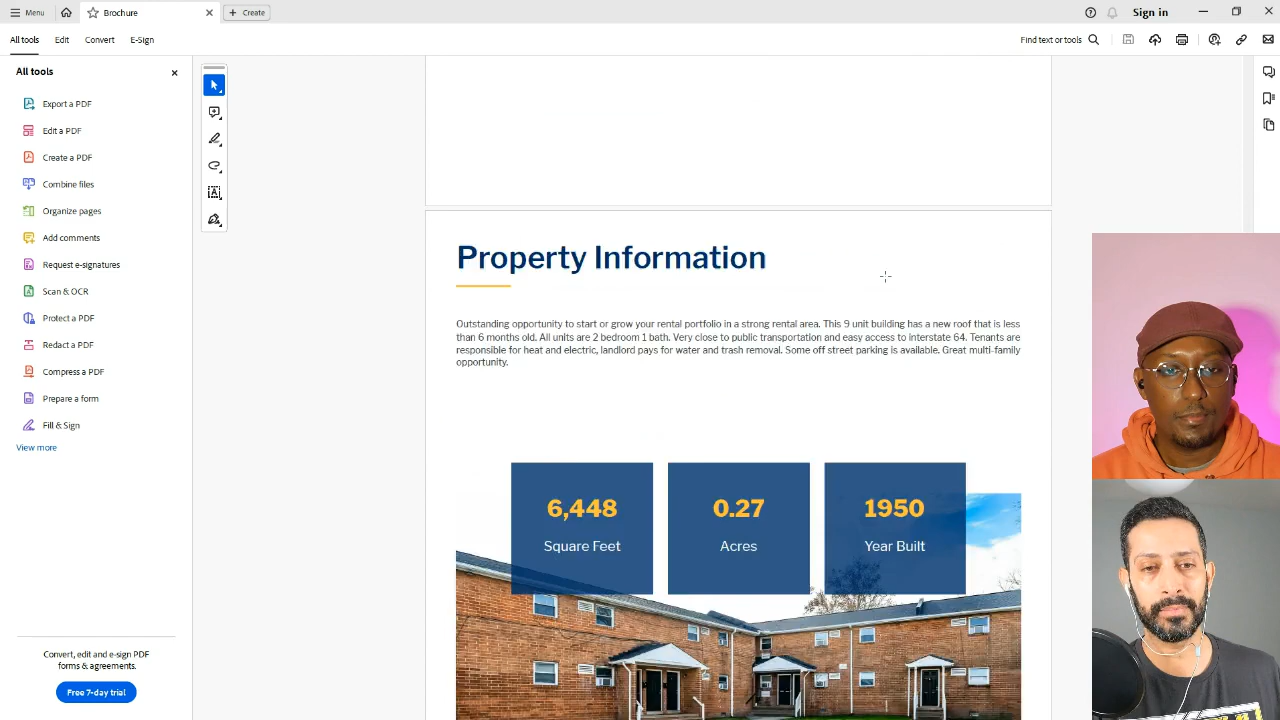 Menu
Brochure
Create
Sign in
All tools
Edit
Convert
E-Sign
Find text or tools
All tools
Export a PDF
Edit a PDF
Create a PDF
Combine files
Organize pages
Add comments
Request e-signatures
Scan & OCR
Protect a PDF
Redact a PDF
Compress a PDF
Prepare a form
Fill & Sign
View more
Convert, edit and e-sign PDF
forms & agreements.
Free 7-day trial
Property Information
Outstanding opportunity to start or grow your rental portfolio in a strong rental area. This 9 unit building has a new roof that is less
than 6 months old. All units are 2 bedroom 1 bath. Very close to public transportation and easy access to interstate 64. Tenants are
responsible for heat and electric, landlord pays for water and trash removal. Some off street parking is available. Great multi-family
opportunity.
6,448
Square Feet
0.27
Acres
1950
Year Built